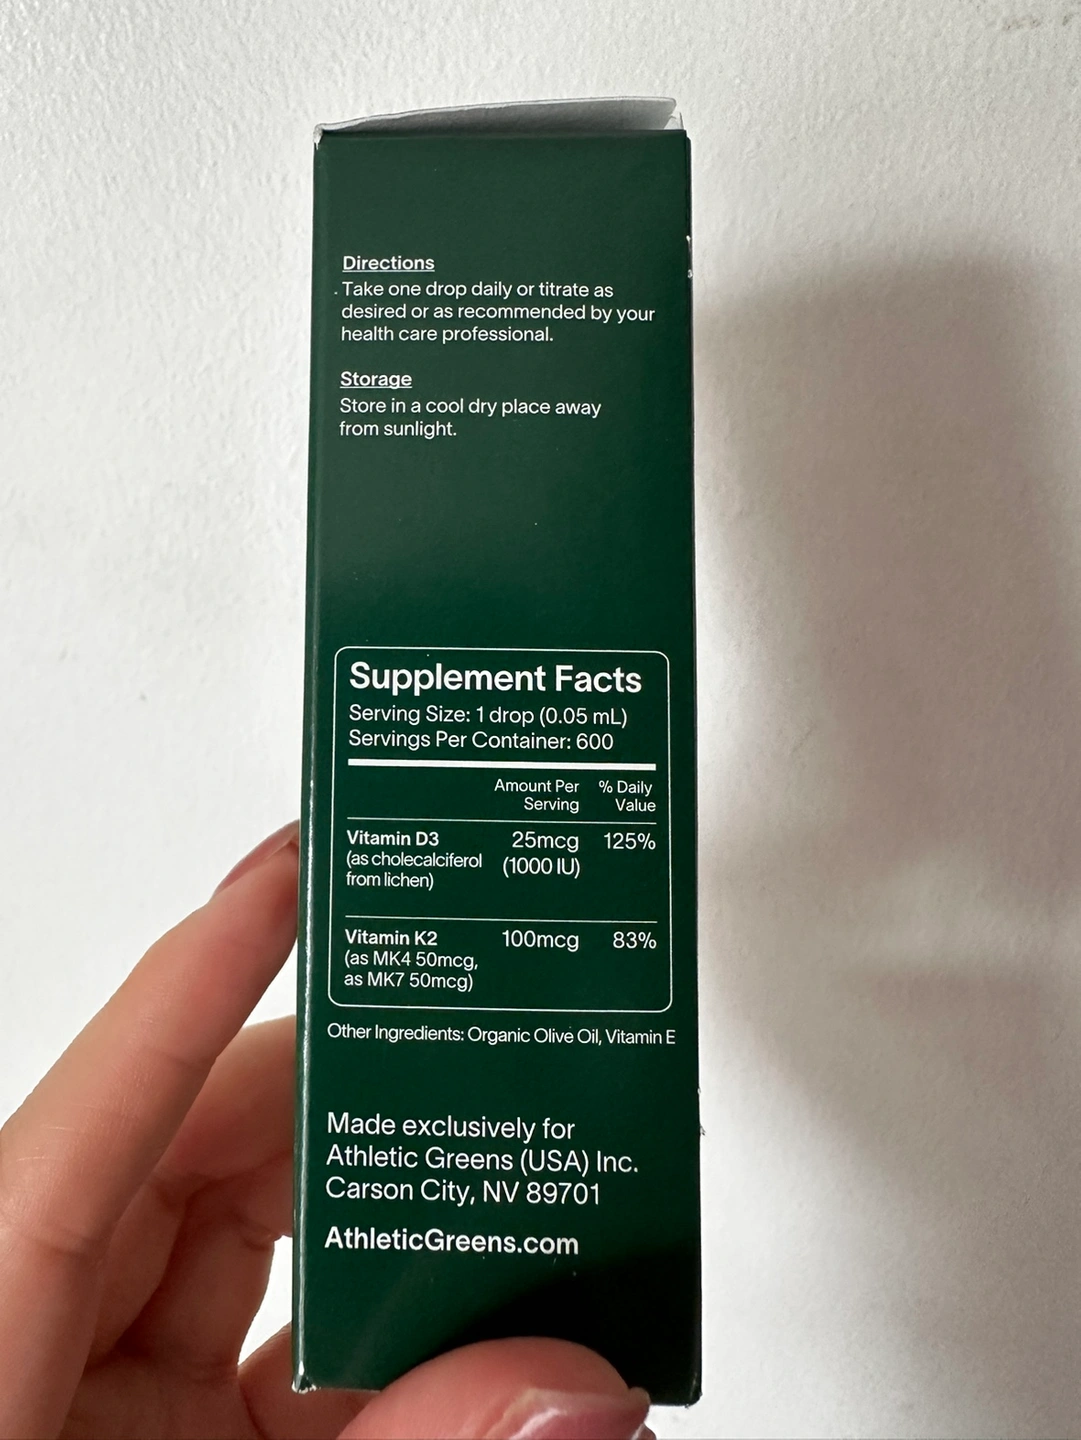 Directions
Take one drop daily or titrate as
desired or as recommended by your
health care professional.
Storage
Store in a cool dry place away
from sunlight.
Supplement Facts
Serving Size: 1 drop (0.05 mL)
Servings Per Container: 600
Amount Per Serving % Daily Value
Vitamin D3 25mcg 125%
(as cholecalciferol (1000 IU)
from lichen)
Vitamin K2 100mcg 83%
(as MK4 50mcg,
as MK7 50mcg)
Other Ingredients: Organic Olive Oil, Vitamin E
Made exclusively for
Athletic Greens (USA) Inc.
Carson City, NV 89701
AthleticGreens.com